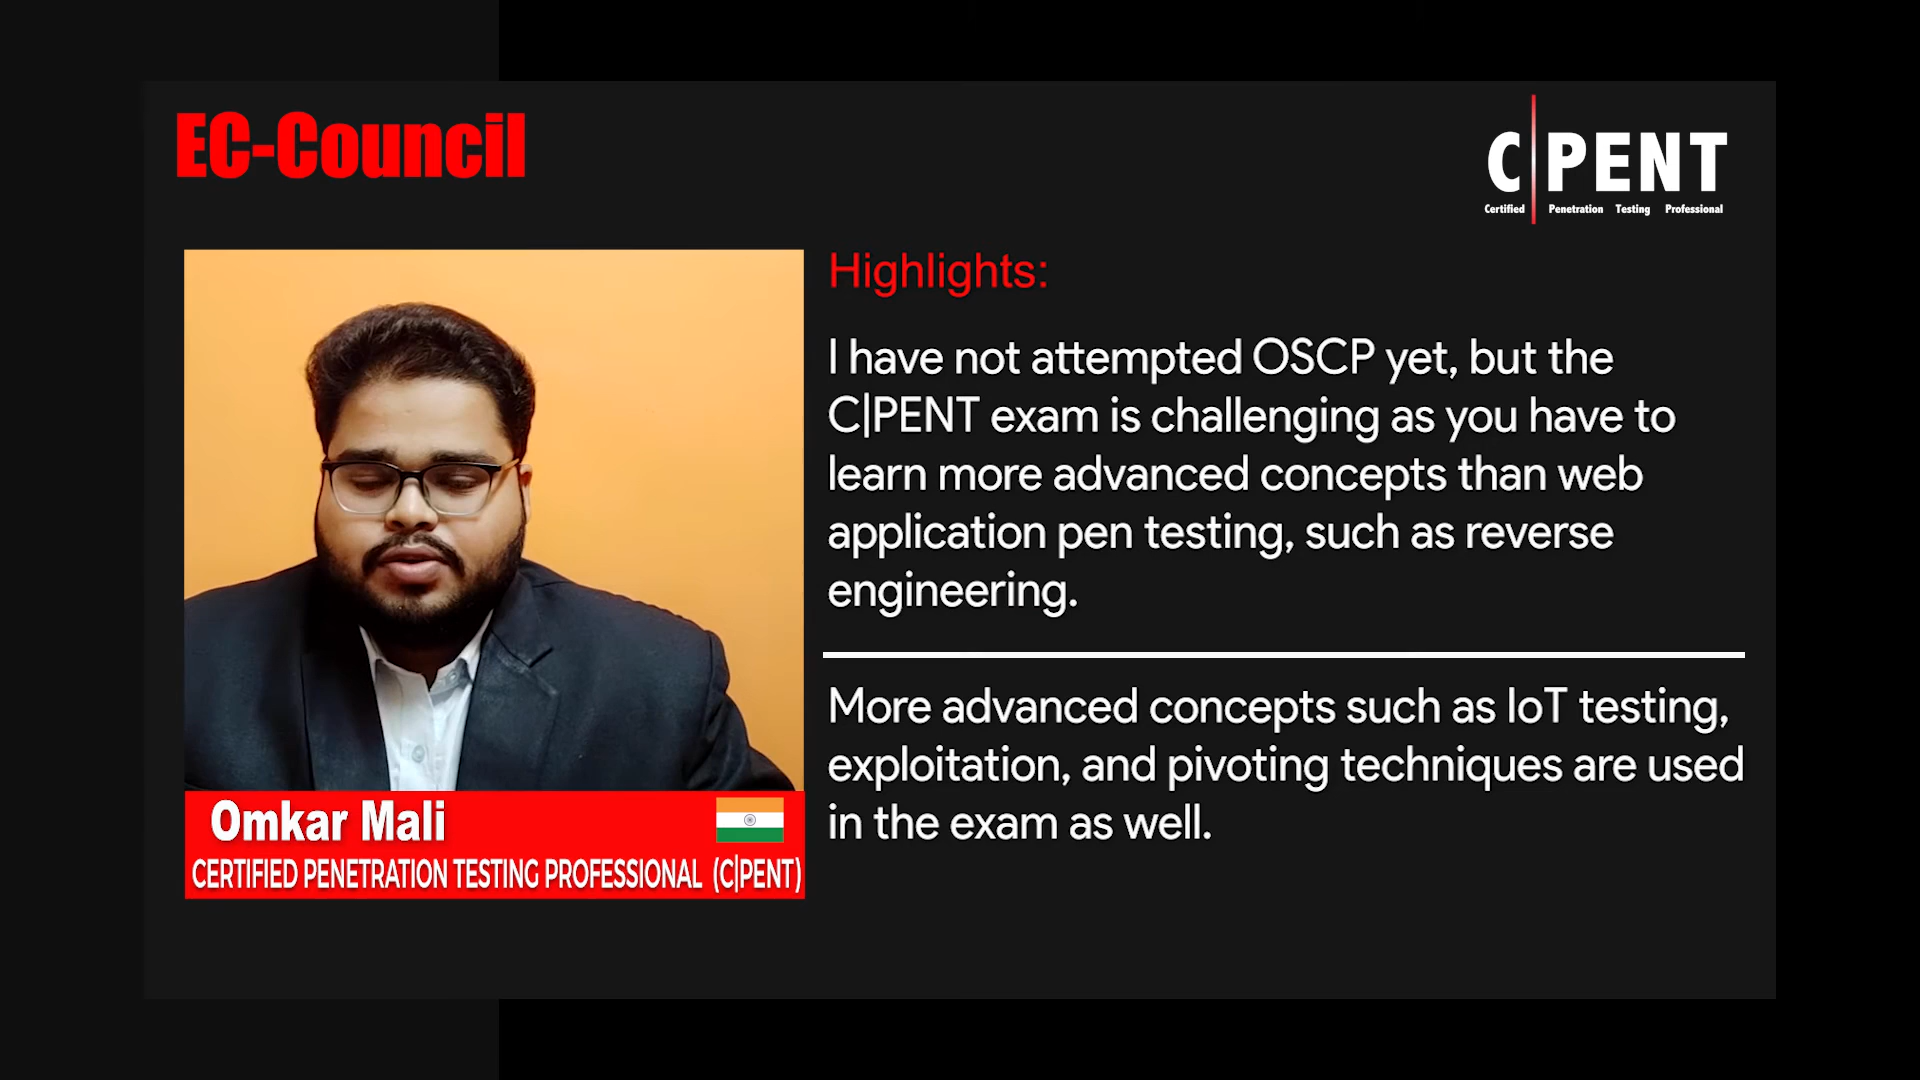 EC-Council
C|PENT
Certified Penetration Testing Professional
Highlights:
I have not attempted OSCP yet, but the
C|PENT exam is challenging as you have to
learn more advanced concepts than web
application pen testing, such as reverse
engineering.
More advanced concepts such as IoT testing,
exploitation, and pivoting techniques are used
in the exam as well.
Omkar Mali
CERTIFIED PENETRATION TESTING PROFESSIONAL (C|PENT)